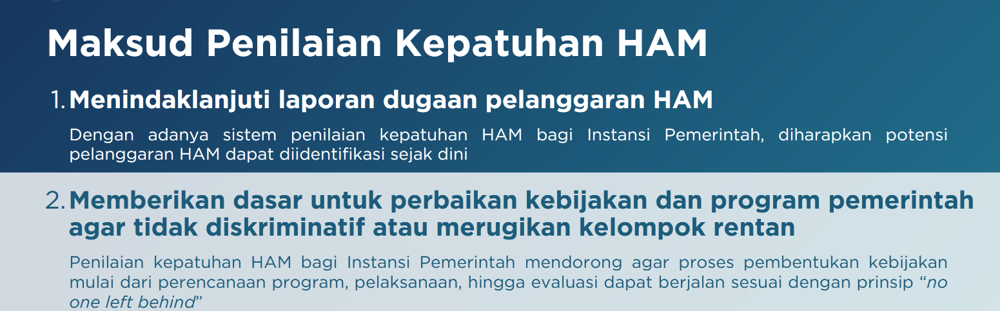 Maksud Penilaian Kepatuhan HAM
1. Menindaklanjuti laporan dugaan pelanggaran HAM
Dengan adanya sistem penilaian kepatuhan HAM bagi Instansi Pemerintah, diharapkan potensi
pelanggaran HAM dapat diidentifikasi sejak dini
2. Memberikan dasar untuk perbaikan kebijakan dan program pemerintah
agar tidak diskriminatif atau merugikan kelompok rentan
Penilaian kepatuhan HAM bagi Instansi Pemerintah mendorong agar proses pembentukan kebijakan
mulai dari perencanaan program, pelaksanaan, hingga evaluasi dapat berjalan sesuai dengan prinsip “no
one left behind”